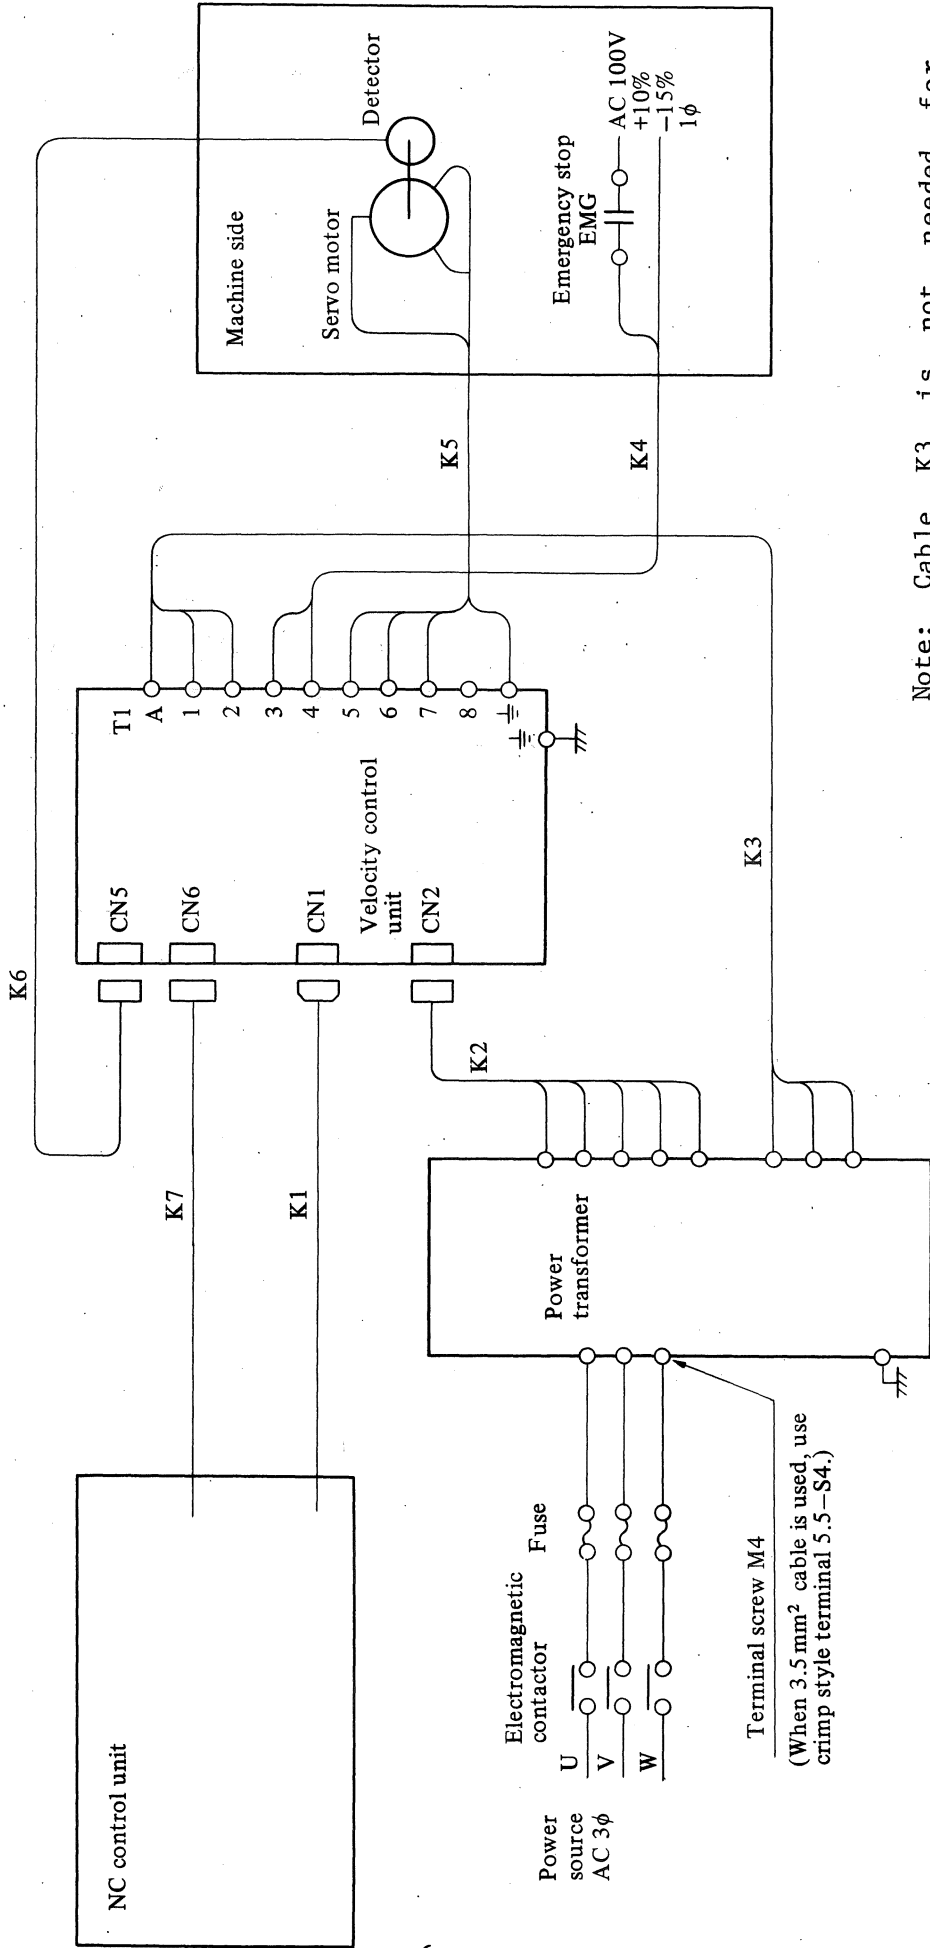 NC control unit
K7
K1
K6
CN5
CN6
CN1
Velocity control
unit
CN2
T1
A
1
2
3
4
5
6
7
8
K2
K3
K5
K4
Machine side
Servo motor
Detector
Emergency stop
EMG
AC 100V
+10%
−15%
1φ
Power
source
AC 3φ
U
V
W
Electromagnetic
contactor
Fuse
Power
transformer
Terminal screw M4
(When 3.5mm² cable is used, use
crimp style terminal 5.5−S4.)
Note: Cable K3 is not needed for